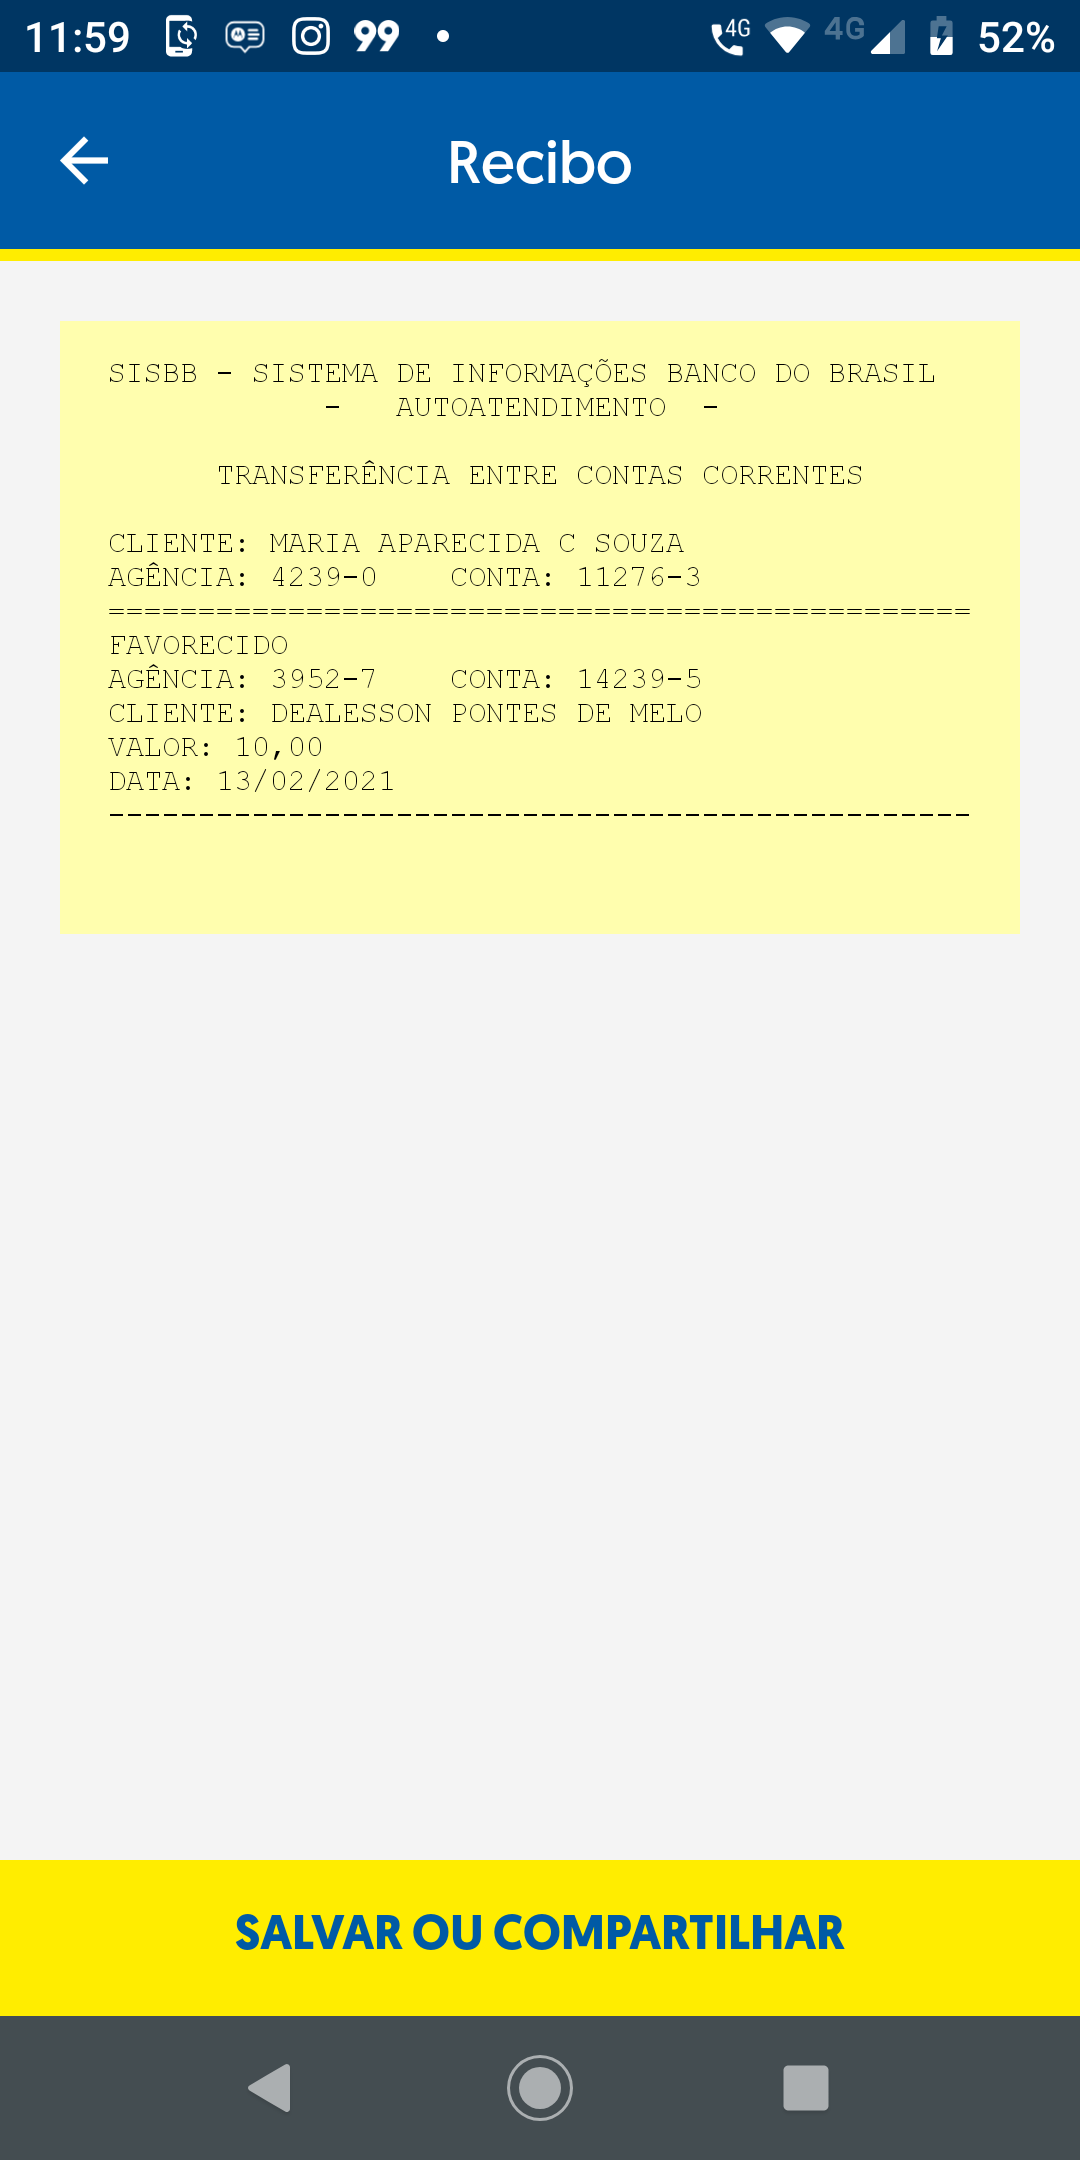 11:59 99 4G 4G 52%
Recibo
SISBB - SISTEMA DE INFORMAÇÕES BANCO DO BRASIL
- AUTOATENDIMENTO -
TRANSFERÊNCIA ENTRE CONTAS CORRENTES
CLIENTE: MARIA APARECIDA C SOUZA
AGÊNCIA: 4239-0 CONTA: 11276-3
================================================
FAVORECIDO
AGÊNCIA: 3952-7 CONTA: 14239-5
CLIENTE: DEALESSON PONTES DE MELO
VALOR: 10,00
DATA: 13/02/2021
------------------------------------------------
SALVAR OU COMPARTILHAR